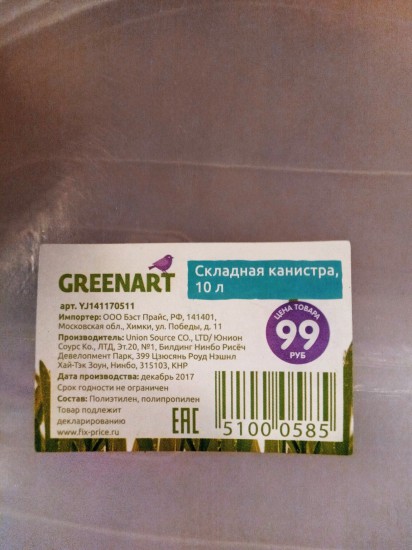 GREENART
Складная канистра,
10 л
арт. YJ141170511
Импортер: ООО Бэст Прайс, РФ, 141401,
Московская обл., Химки, ул. Победы, д. 11
Производитель: Union Source CO., LTD/ Юнион
Соурс Ко., ЛТД, Эт.20, №1, Билдинг Нинбо Рисёч
Девелопмент Парк, 399 Цзюсянь Роуд Нэшнл
Хай-Тэк Зоун, Нинбо, 315103, КНР
Дата производства: декабрь 2017
Срок годности не ограничен
Состав: Полиэтилен, полипропилен
Товар подлежит
декларированию
www.fix-price.ru
ЕАС
ЦЕНА ТОВАРА
99
РУБ
5100 0585